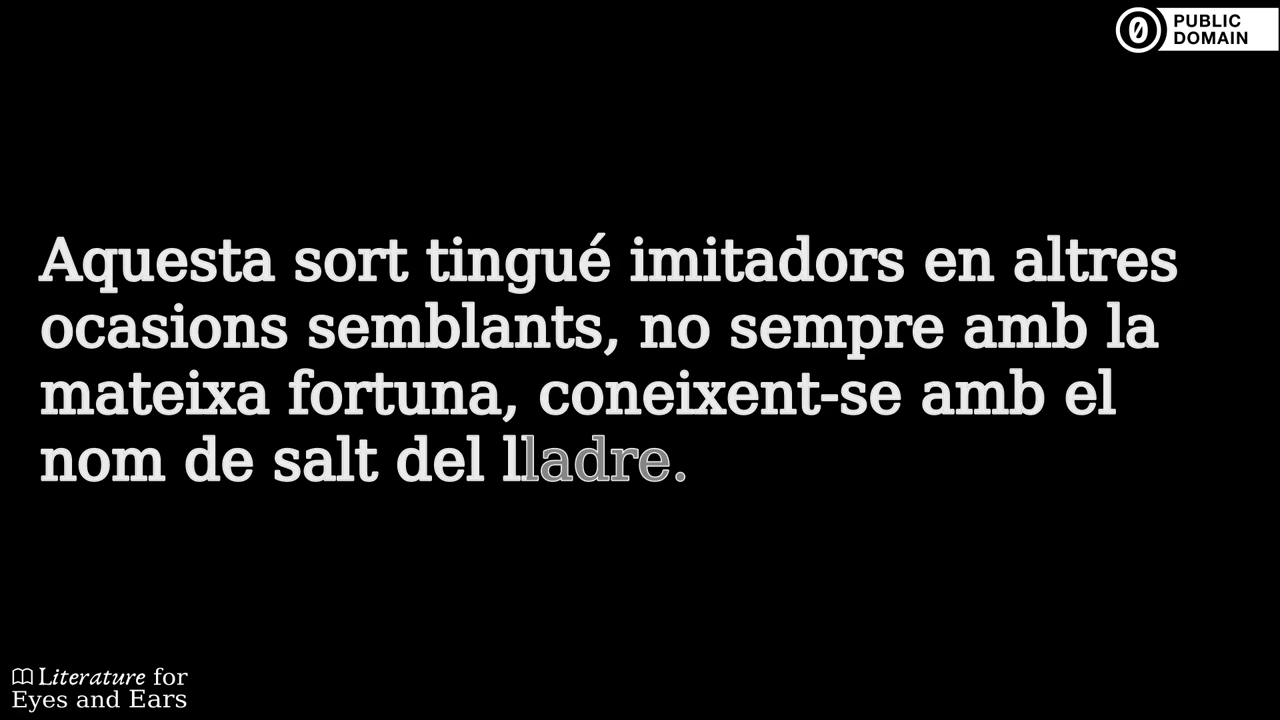 PUBLIC
DOMAIN
Aquesta sort tingué imitadors en altres
ocasions semblants, no sempre amb la
mateixa fortuna, coneixent-se amb el
nom de salt del lladre.
Literature for
Eyes and Ears